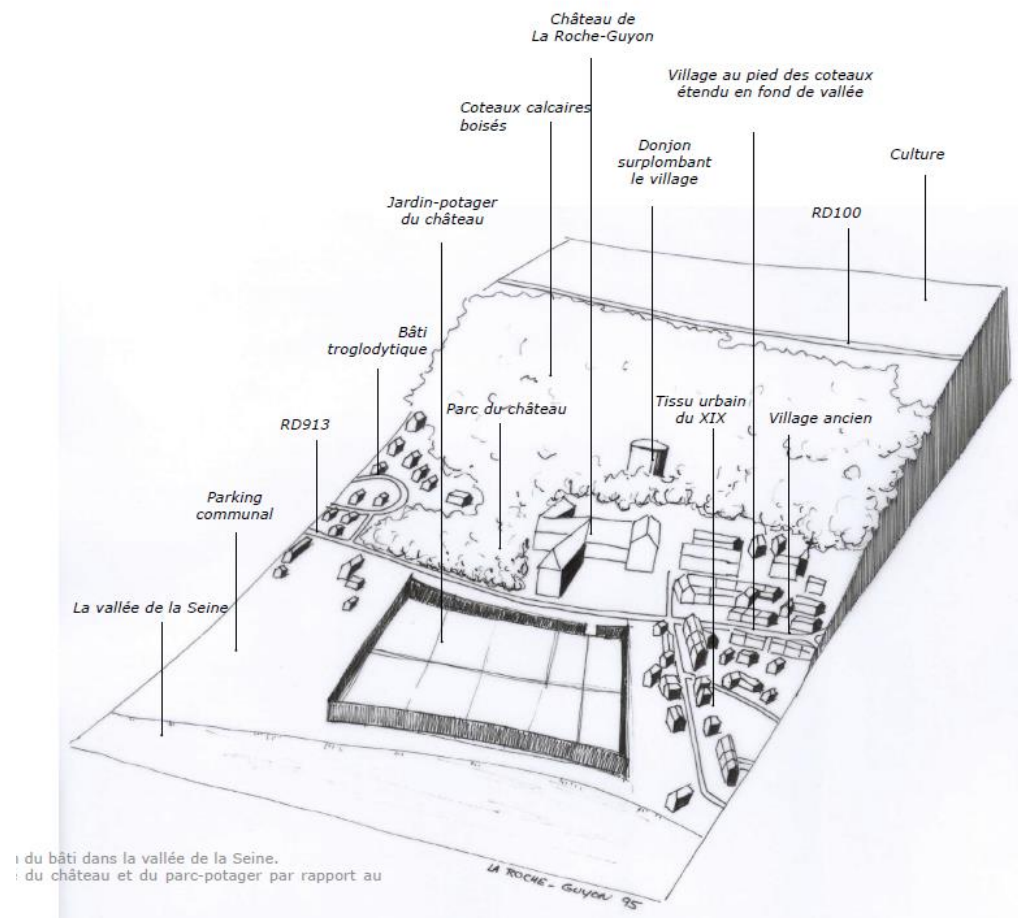 Château de
La Roche-Guyon
Village au pied des coteaux
étendu en fond de vallée
Coteaux calcaires
boisés
Donjon
surplombant
le village
Culture
Jardin-potager
du château
RD100
Bâti
troglodytique
Parc du château
Tissu urbain
du XIX
Village ancien
RD913
Parking
communal
La vallée de la Seine
du bâti dans la vallée de la Seine.
du château et du parc-potager par rapport au
LA ROCHE-GUYON 95